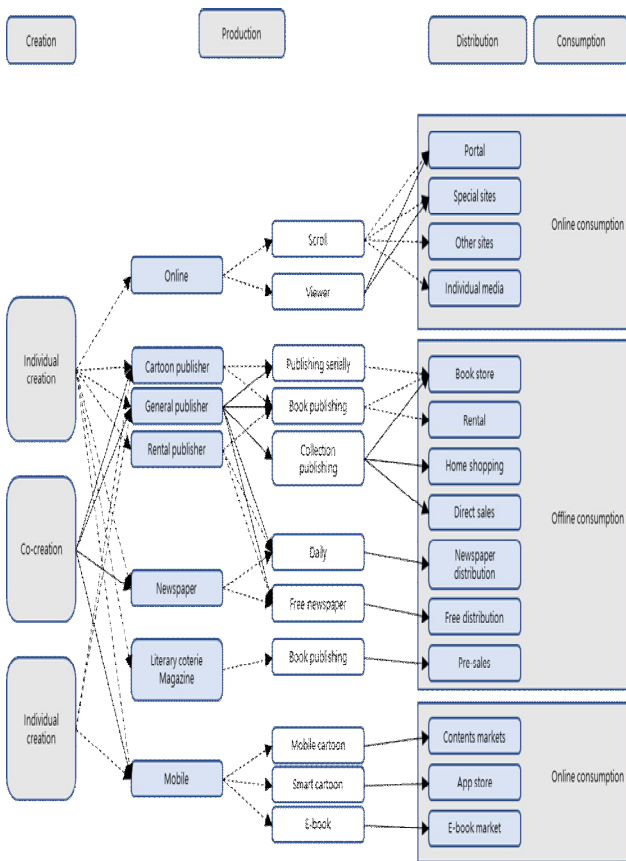 Creation
Production
Distribution
Consumption
Portal
Special sites
Other sites
Individual media
Online consumption
Scroll
Viewer
Online
Individual
creation
Cartoon publisher
General publisher
Rental publisher
Publishing serially
Book publishing
Collection
publishing
Book store
Rental
Home shopping
Direct sales
Newspaper
distribution
Free distribution
Pre-sales
Offline consumption
Co-creation
Newspaper
Daily
Free newspaper
Literary coterie
Magazine
Book publishing
Individual
creation
Mobile
Mobile cartoon
Smart cartoon
E-book
Contents markets
App store
E-book market
Online consumption